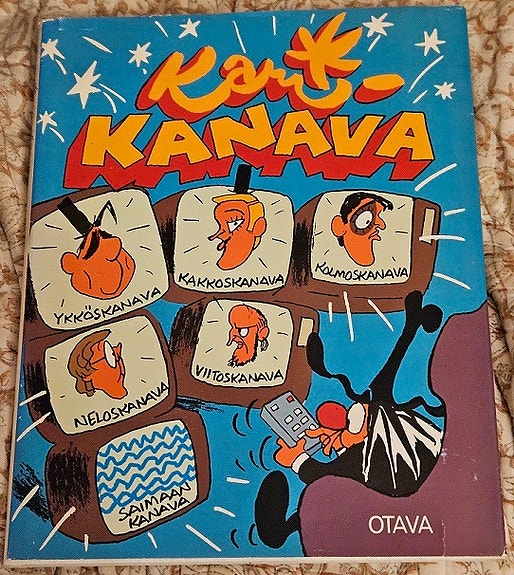 Kari-
KANAVA
YKKÖSKANAVA
KAKKOSKANAVA
KOLMOSKANAVA
NELOSKANAVA
VIITOSKANAVA
SAIMAAN
KANAVA
OTAVA